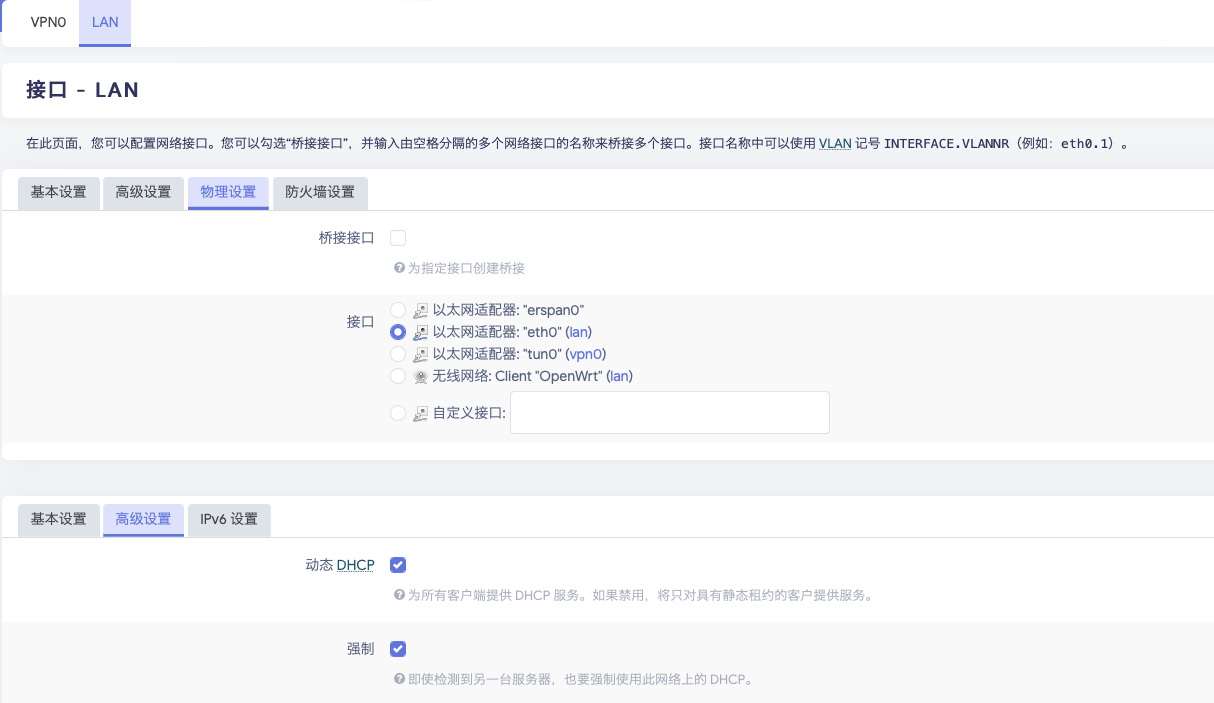 VPN0 LAN
接口 - LAN
在此页面，您可以配置网络接口。您可以勾选“桥接接口”，并输入由空格分隔的多个网络接口的名称来桥接多个接口。接口名称中可以使用 VLAN 记号 INTERFACE.VLANNR（例如：eth0.1）。
基本设置 高级设置 物理设置 防火墙设置
桥接接口
为指定接口创建桥接
接口
以太网适配器: "erspan0"
以太网适配器: "eth0" (lan)
以太网适配器: "tun0" (vpn0)
无线网络: Client "OpenWrt" (lan)
自定义接口:
基本设置 高级设置 IPv6 设置
动态 DHCP
为所有客户端提供 DHCP 服务。如果禁用，将只对具有静态租约的客户提供服务。
强制
即使检测到另一台服务器，也要强制使用此网络上的 DHCP。